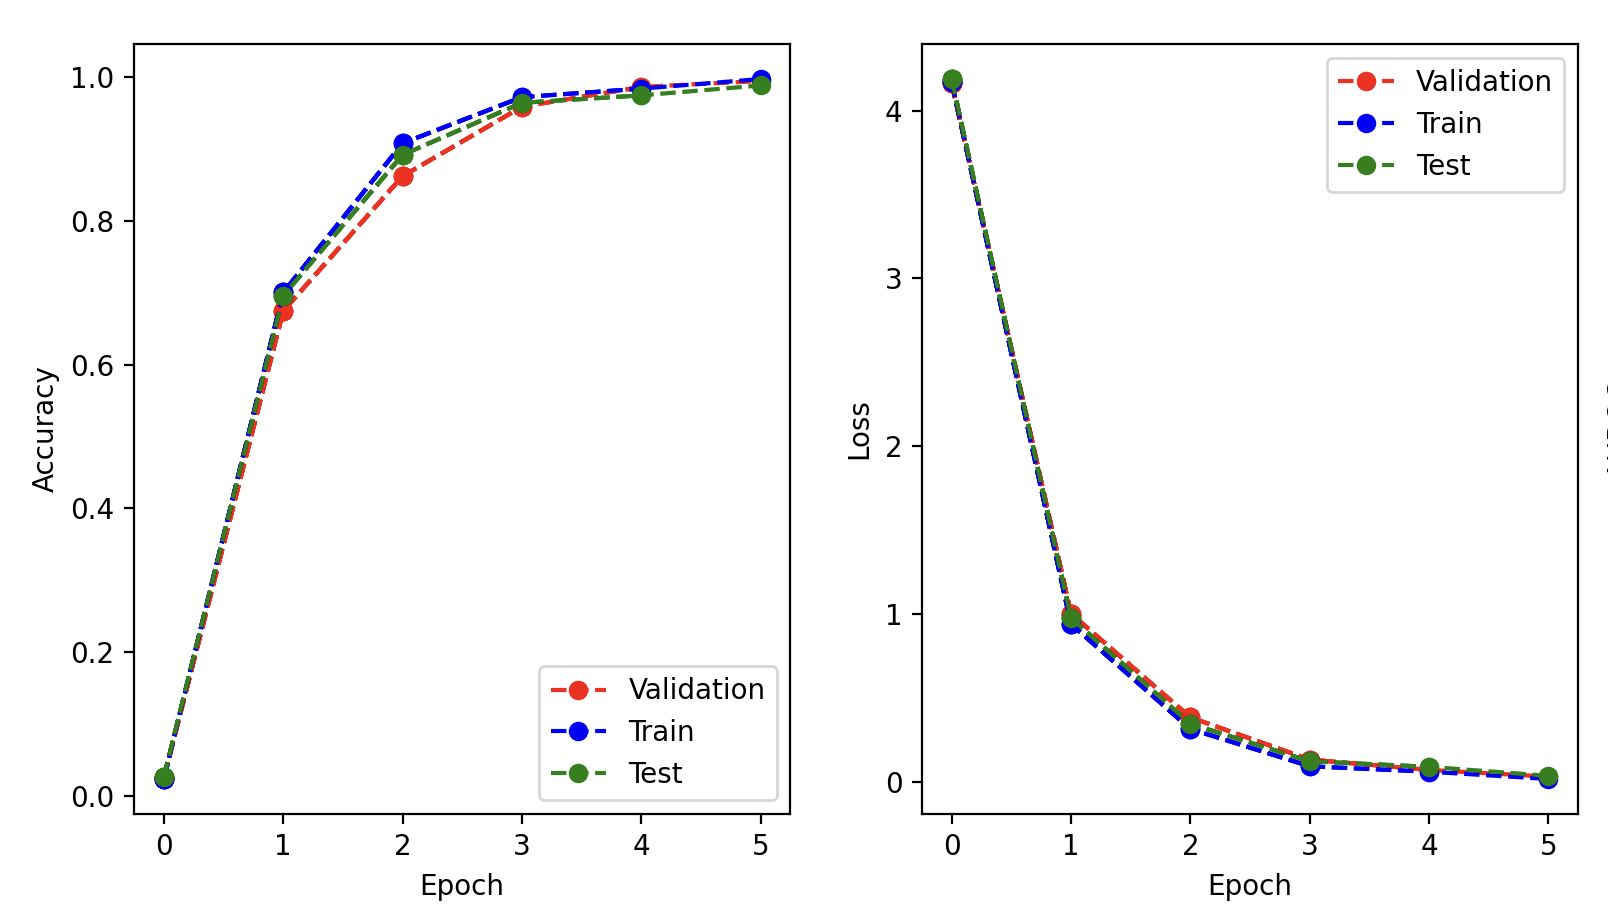 Accuracy
1.0
0.8
0.6
0.4
0.2
0.0
Validation
Train
Test
0 1 2 3 4 5
Epoch
Loss
4
3
2
1
0
Validation
Train
Test
0 1 2 3 4 5
Epoch